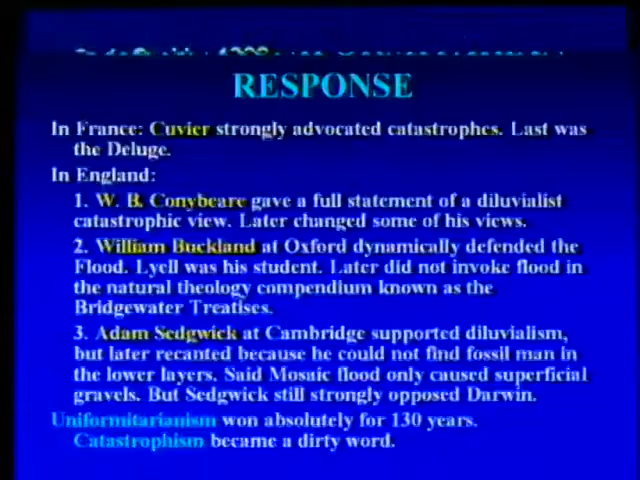 RESPONSE
In France: Cuvier strongly advocated catastrophes. Last was
the Deluge.
In England:
1. W. B. Conybeare gave a full statement of a diluvialist
catastrophic view. Later changed some of his views.
2. William Buckland at Oxford dynamically defended the
Flood. Lyell was his student. Later did not invoke flood in
the natural theology compendium known as the
Bridgewater Treatises.
3. Adam Sedgwick at Cambridge supported diluvialism,
but later recanted because he could not find fossil man in
the lower layers. Said Mosaic flood only caused superficial
gravels. But Sedgwick still strongly opposed Darwin.
Uniformitarianism won absolutely for 130 years.
Catastrophism became a dirty word.